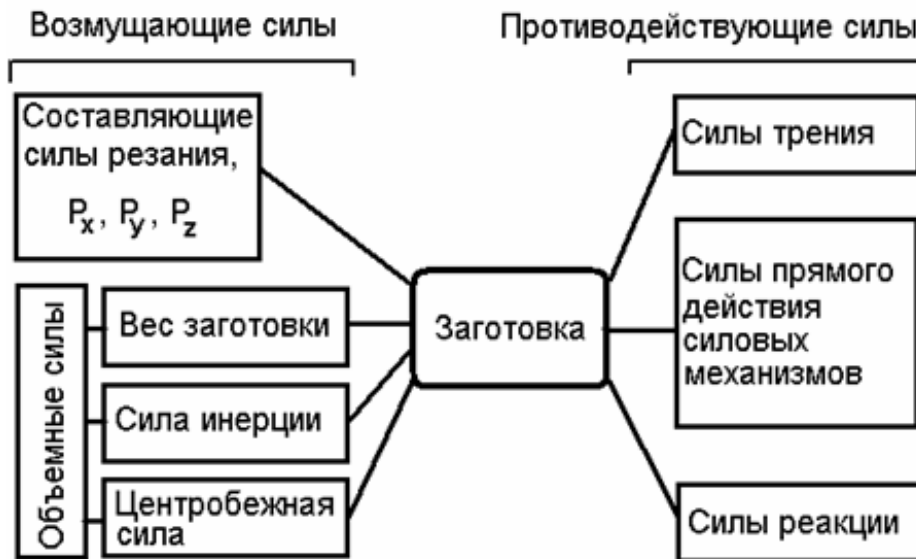 Возмущающие силы
Противодействующие силы
Составляющие
силы резания,
Px, Py, Pz
Объемные силы
Вес заготовки
Сила инерции
Центробежная
сила
Заготовка
Силы трения
Силы прямого
действия
силовых
механизмов
Силы реакции